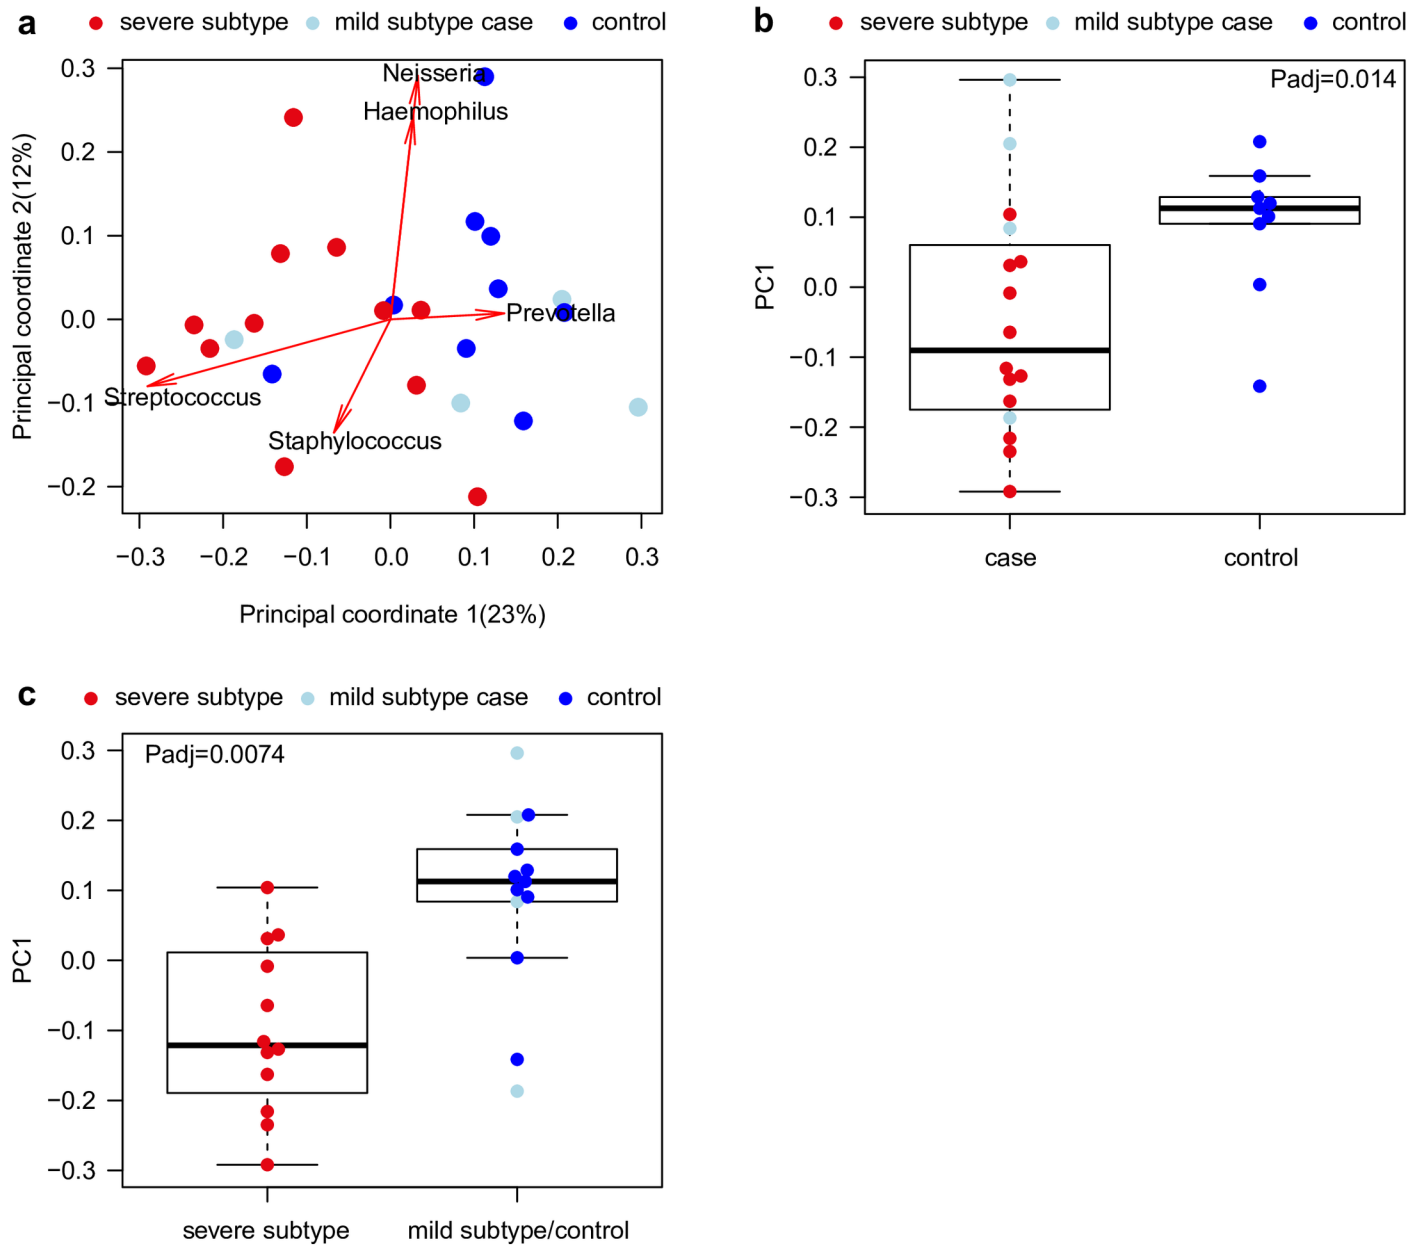 a
severe subtype mild subtype case control
0.3
0.2
0.1
0.0
−0.1
−0.2
Principal coordinate 2(12%)
Neisseria
Haemophilus
Prevotella
Streptococcus
Staphylococcus
−0.3 −0.2 −0.1 0.0 0.1 0.2 0.3
Principal coordinate 1(23%)
b
severe subtype mild subtype case control
Padj=0.014
0.3
0.2
0.1
0.0
−0.1
−0.2
−0.3
PC1
case control
c
severe subtype mild subtype case control
Padj=0.0074
0.3
0.2
0.1
0.0
−0.1
−0.2
−0.3
PC1
severe subtype mild subtype/control